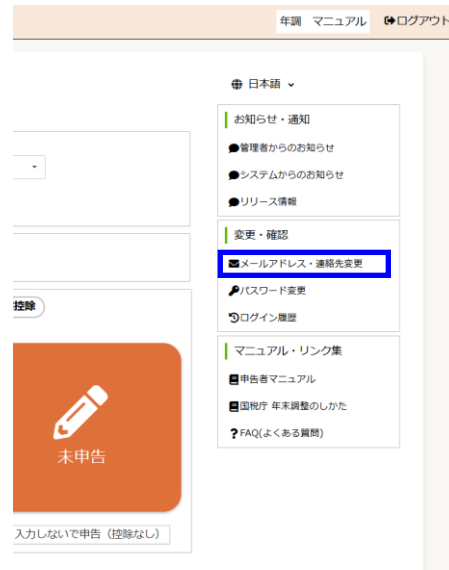 年調 マニュアル ログアウト
日本語
お知らせ・通知
管理者からのお知らせ
システムからのお知らせ
リリース情報
変更・確認
メールアドレス・連絡先変更
パスワード変更
ログイン履歴
控除
マニュアル・リンク集
申告者マニュアル
国税庁 年末調整のしかた
?FAQ(よくある質問)
未申告
入力しないで申告（控除なし）